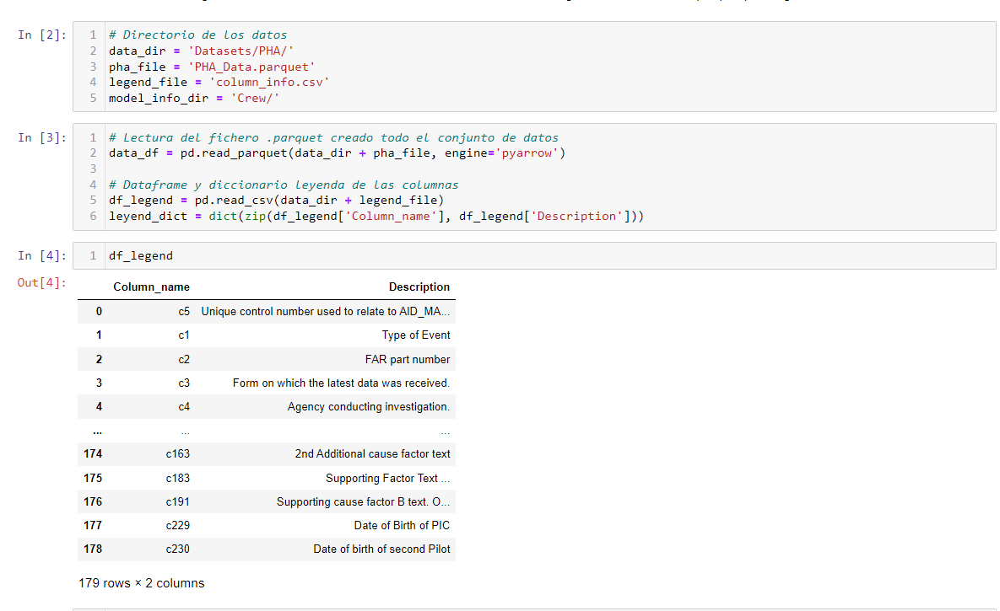 In [2]:
1 # Directorio de los datos
2 data_dir = 'Datasets/PHA/'
3 pha_file = 'PHA_Data.parquet'
4 legend_file = 'column_info.csv'
5 model_info_dir = 'Crew/'
In [3]:
1 # Lectura del fichero .parquet creado todo el conjunto de datos
2 data_df = pd.read_parquet(data_dir + pha_file, engine='pyarrow')
3
4 # Dataframe y diccionario leyenda de las columnas
5 df_legend = pd.read_csv(data_dir + legend_file)
6 leyend_dict = dict(zip(df_legend['Column_name'], df_legend['Description']))
In [4]:
1 df_legend
Out[4]:
Column_name Description
0 c5 Unique control number used to relate to AID_MA...
1 c1 Type of Event
2 c2 FAR part number
3 c3 Form on which the latest data was received.
4 c4 Agency conducting investigation.
... ... ...
174 c163 2nd Additional cause factor text
175 c183 Supporting Factor Text ...
176 c191 Supporting cause factor B text. O...
177 c229 Date of Birth of PIC
178 c230 Date of birth of second Pilot
179 rows × 2 columns